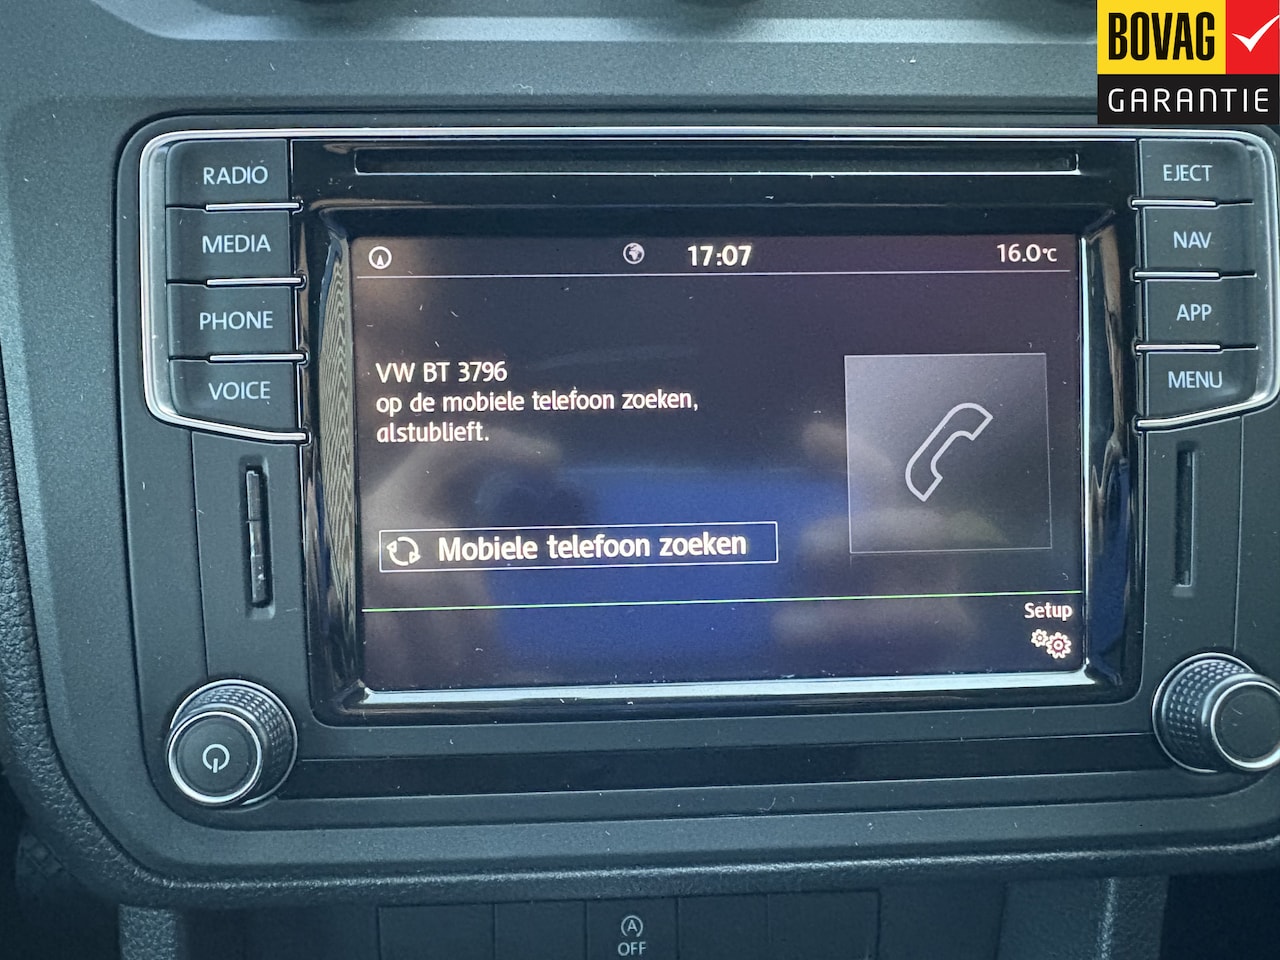 BOVAG
GARANTIE
RADIO
MEDIA
PHONE
VOICE
EJECT
NAV
APP
MENU
17:07
16.0°C
VW BT 3796
op de mobiele telefoon zoeken,
alstublieft.
Mobiele telefoon zoeken
Setup
A
OFF